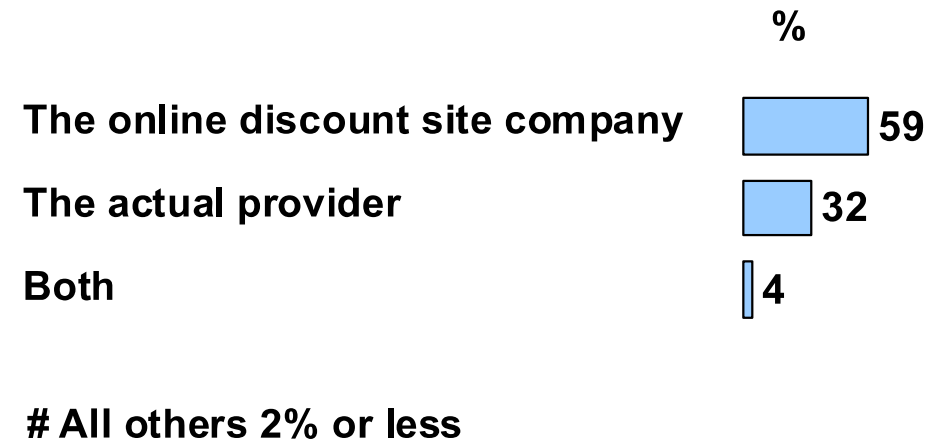 %
The online discount site company 59
The actual provider 32
Both 4
# All others 2% or less